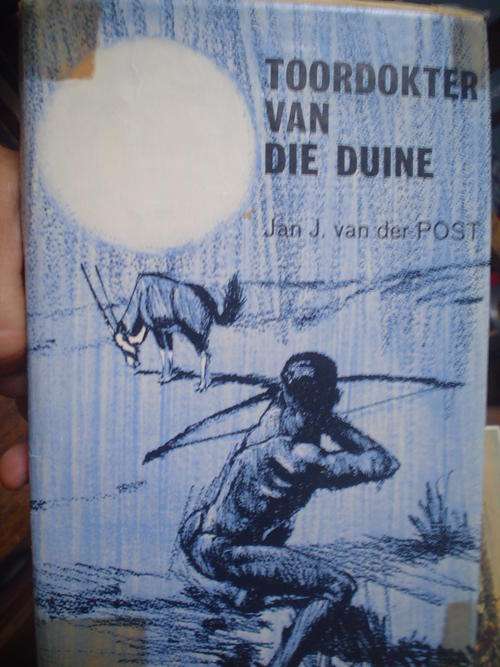 TOORDOKTER
VAN
DIE DUINE
Jan J. van der POST